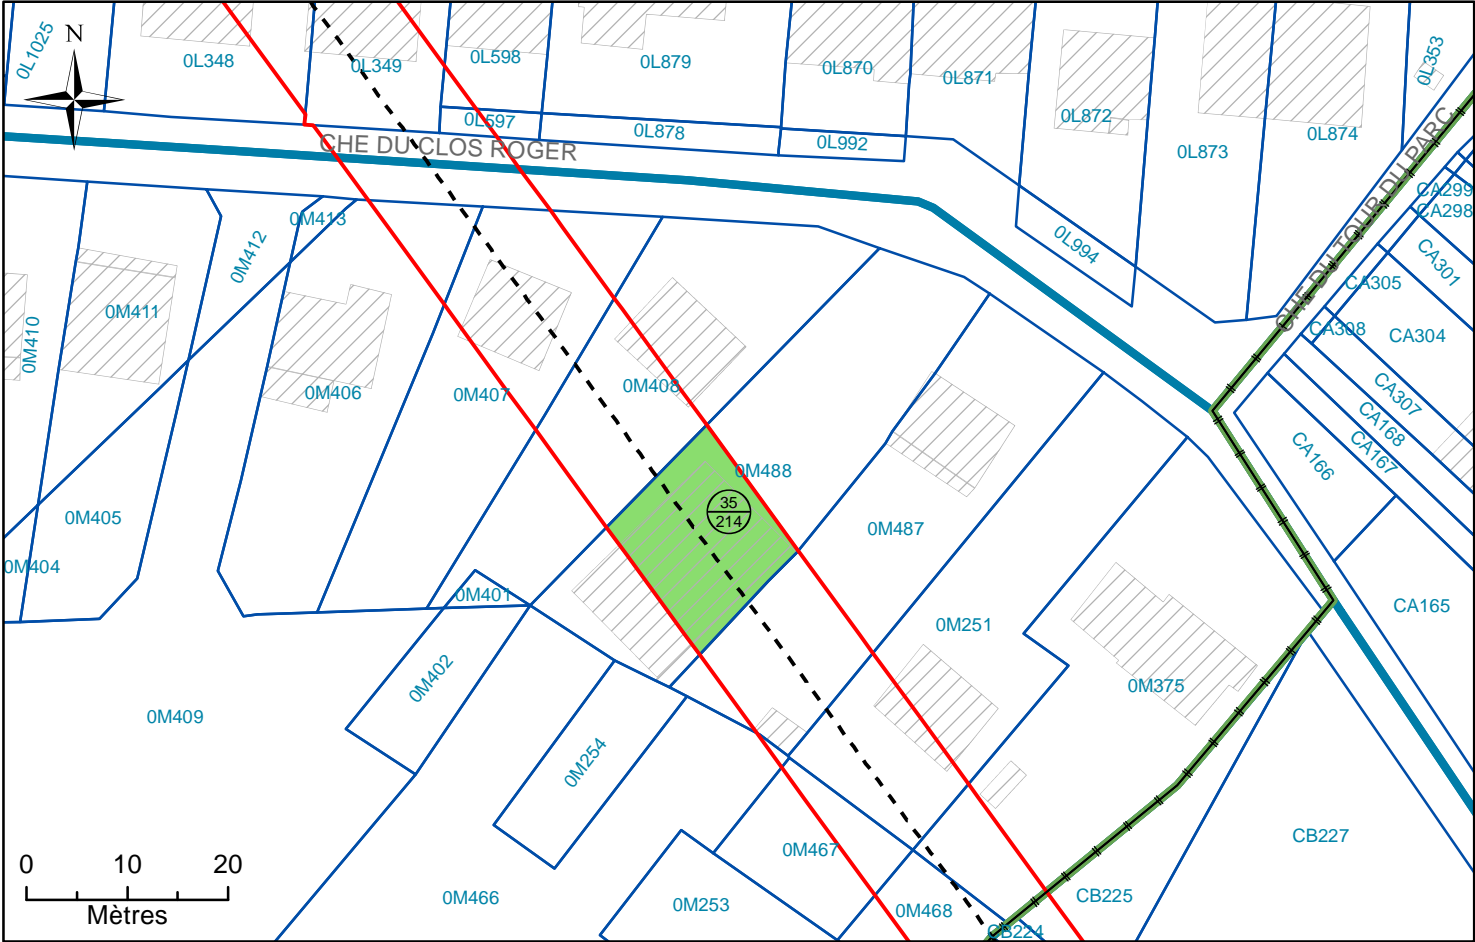 0L1025
N
0L348
0L349
0L598
0L879
0L870
0L871
0L353
0L872
0L874
0L873
0L597
0L878
0L992
CHE DU CLOS ROGER
CHE DU TOUR DU PARC
CA299
CA298
0M413
0M412
0L994
CA301
CA305
0M411
0M410
CA308
CA304
0M406
0M407
0M408
CA307
CA168
CA167
CA166
0M488
35
214
0M405
0M487
0M404
0M401
CA165
0M251
0M402
0M375
0M409
0M254
CB227
0M467
0 10 20
Mètres
0M466
0M253
0M468
CB225
CB224